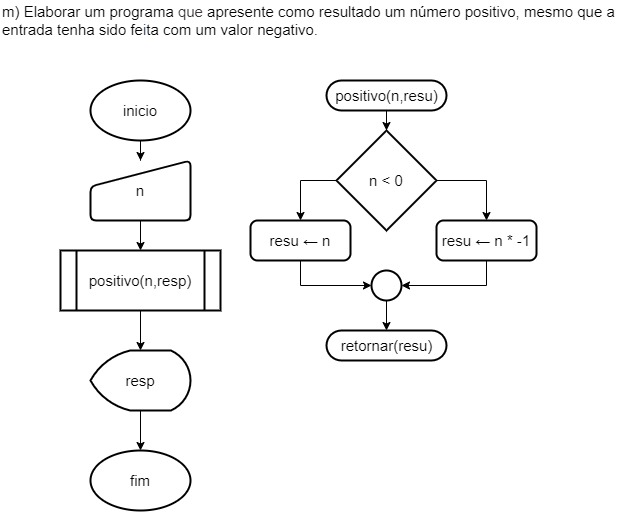 m) Elaborar um programa que apresente como resultado um número positivo, mesmo que a
entrada tenha sido feita com um valor negativo.
inicio
n
positivo(n,resp)
resp
fim
positivo(n,resu)
n < 0
resu ← n
resu ← n * -1
retornar(resu)